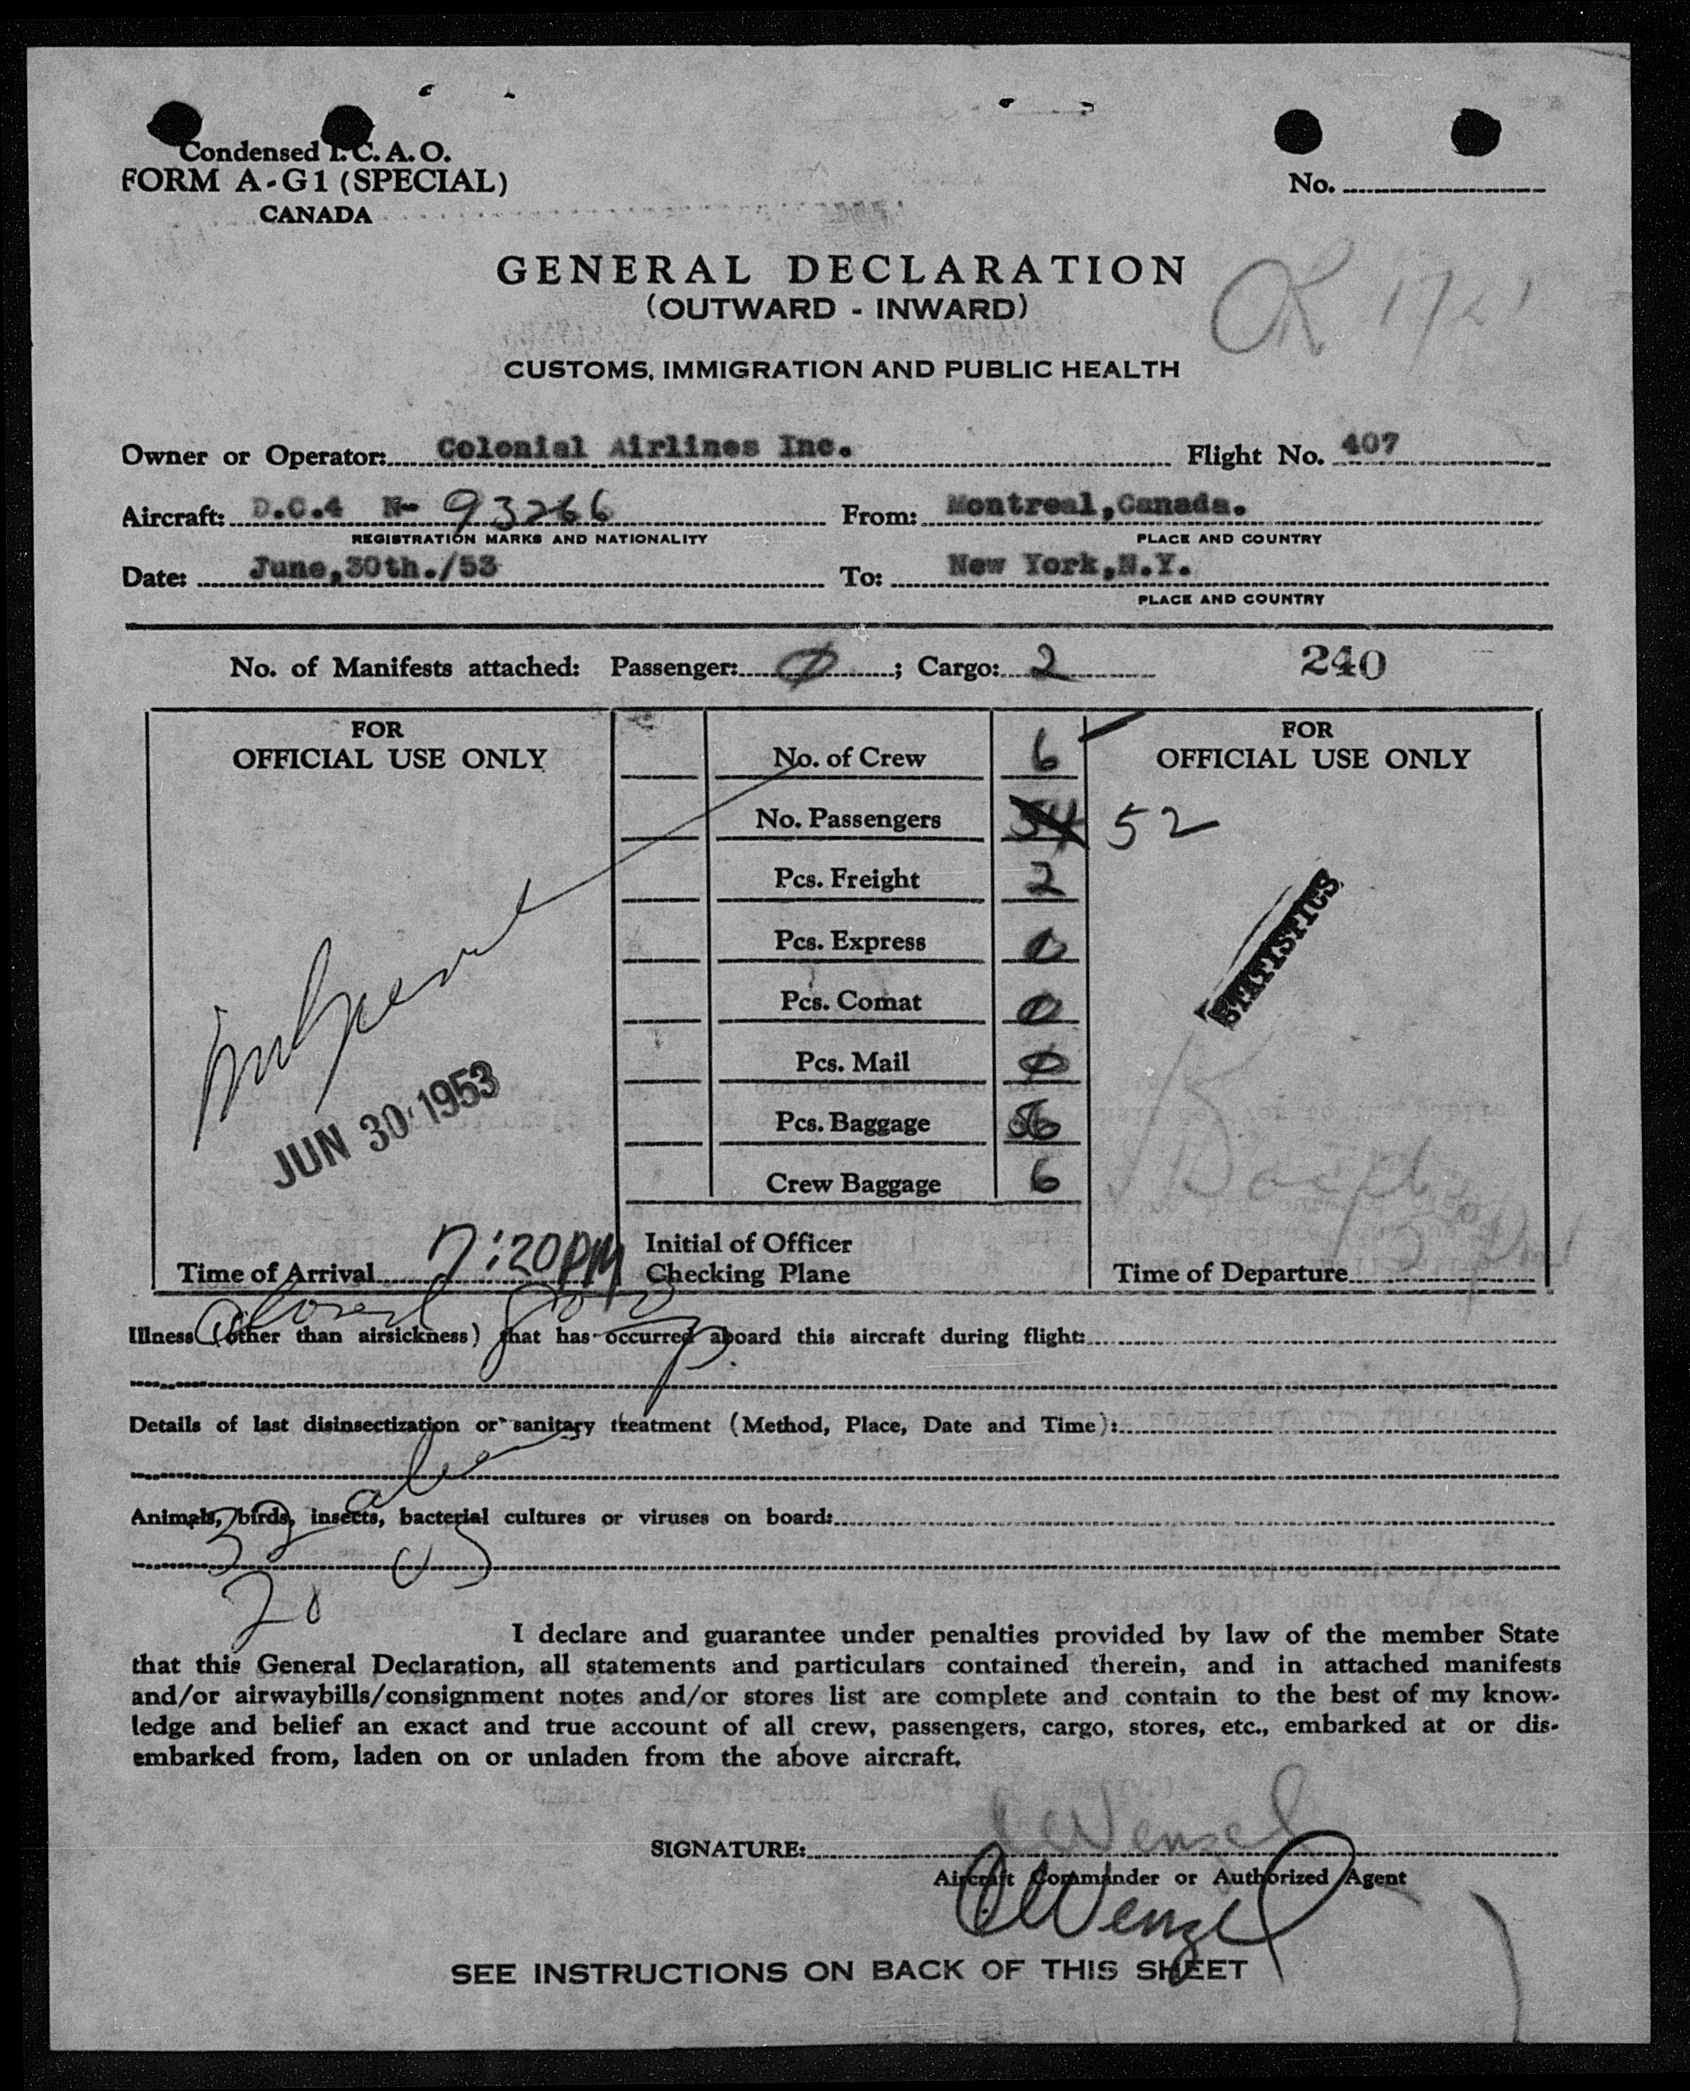 Condensed I.C.A.O.
FORM A-G1 (SPECIAL)
CANADA
No.
GENERAL DECLARATION
(OUTWARD - INWARD)
OK
CUSTOMS, IMMIGRATION AND PUBLIC HEALTH
Owner or Operator: Colonial Airlines Inc. Flight No. 407
Aircraft: D.C.4 N- 93266 From: Montreal,Canada.
REGISTRATION MARKS AND NATIONALITY PLACE AND COUNTRY
Date: June,30th./53 To: New York,N.Y.
PLACE AND COUNTRY
No. of Manifests attached: Passenger: 0; Cargo: 2 240
FOR
OFFICIAL USE ONLY
No. of Crew 6
No. Passengers 54 52
Pcs. Freight 2
Pcs. Express 0
Pcs. Comat 0
Pcs. Mail 0
Pcs. Baggage
Crew Baggage 6
FOR
OFFICIAL USE ONLY
STATISTICS
JUN 30 1953
Time of Arrival 7:20PM
Initial of Officer
Checking Plane
Time of Departure
Illness (other than airsickness) that has occurred aboard this aircraft during flight:
Details of last disinsectization or sanitary treatment (Method, Place, Date and Time):
Animals, birds, insects, bacterial cultures or viruses on board:
32 US
20
I declare and guarantee under penalties provided by law of the member State
that this General Declaration, all statements and particulars contained therein, and in attached manifests
and/or airwaybills/consignment notes and/or stores list are complete and contain to the best of my know-
ledge and belief an exact and true account of all crew, passengers, cargo, stores, etc., embarked at or dis-
embarked from, laden on or unladen from the above aircraft.
SIGNATURE: Wenzel
Aircraft Commander or Authorized Agent
Wenzel
SEE INSTRUCTIONS ON BACK OF THIS SHEET